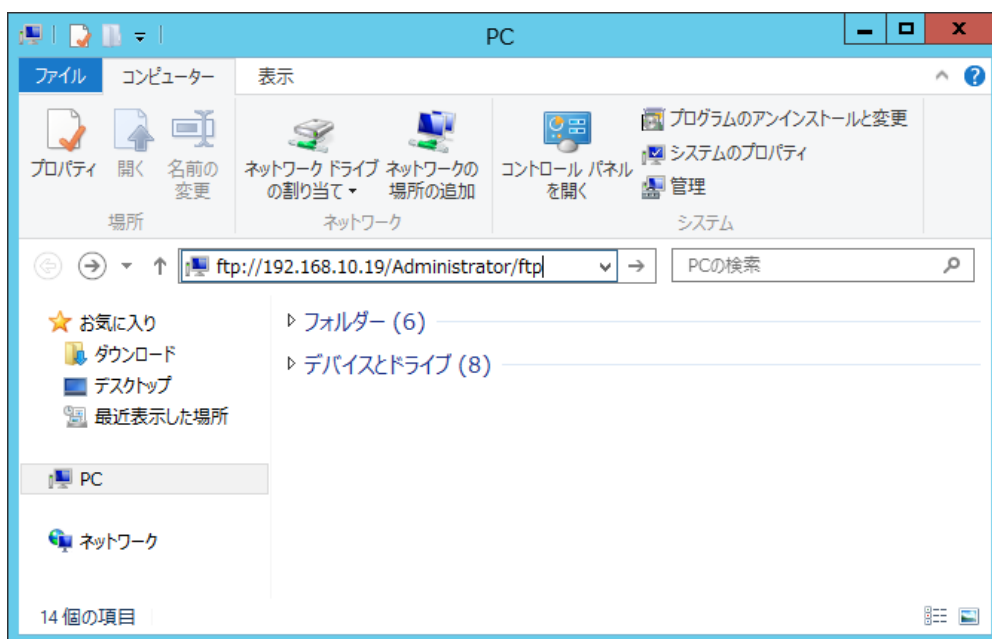 PC
ファイル コンピューター 表示
プロパティ 開く 名前の
変更
ネットワーク ドライブ
の割り当て
ネットワークの
場所の追加
コントロール パネル
を開く
プログラムのアンインストールと変更
システムのプロパティ
管理
場所 ネットワーク システム
ftp://192.168.10.19/Administrator/ftp
PCの検索
お気に入り
ダウンロード
デスクトップ
最近表示した場所
PC
ネットワーク
フォルダー (6)
デバイスとドライブ (8)
14 個の項目